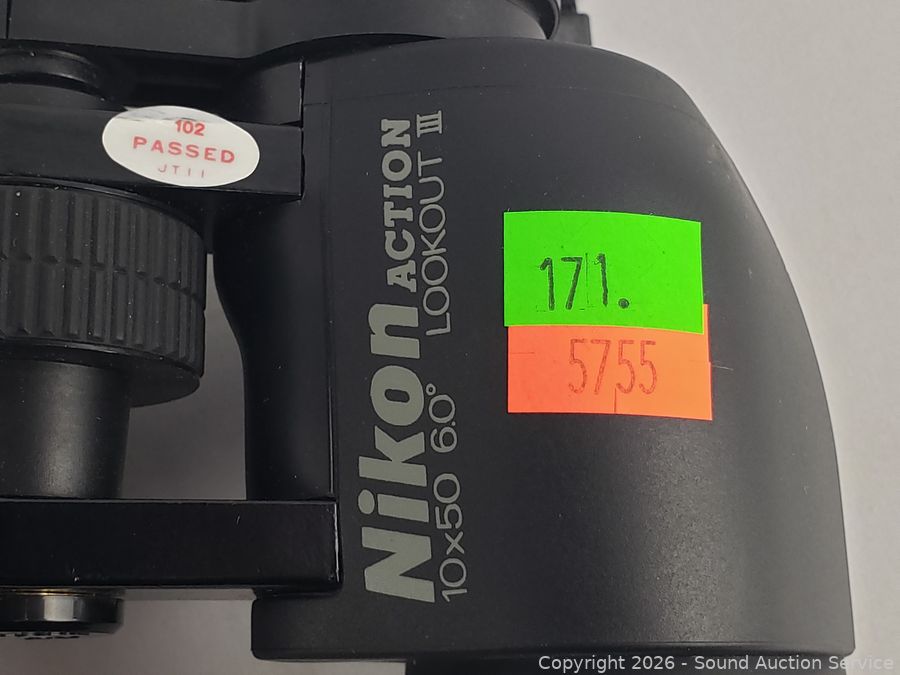 102
PASSED
JT11
Nikon ACTION
10x50 6.0° LOOKOUT III
171.
5755
Copyright 2026 - Sound Auction Service